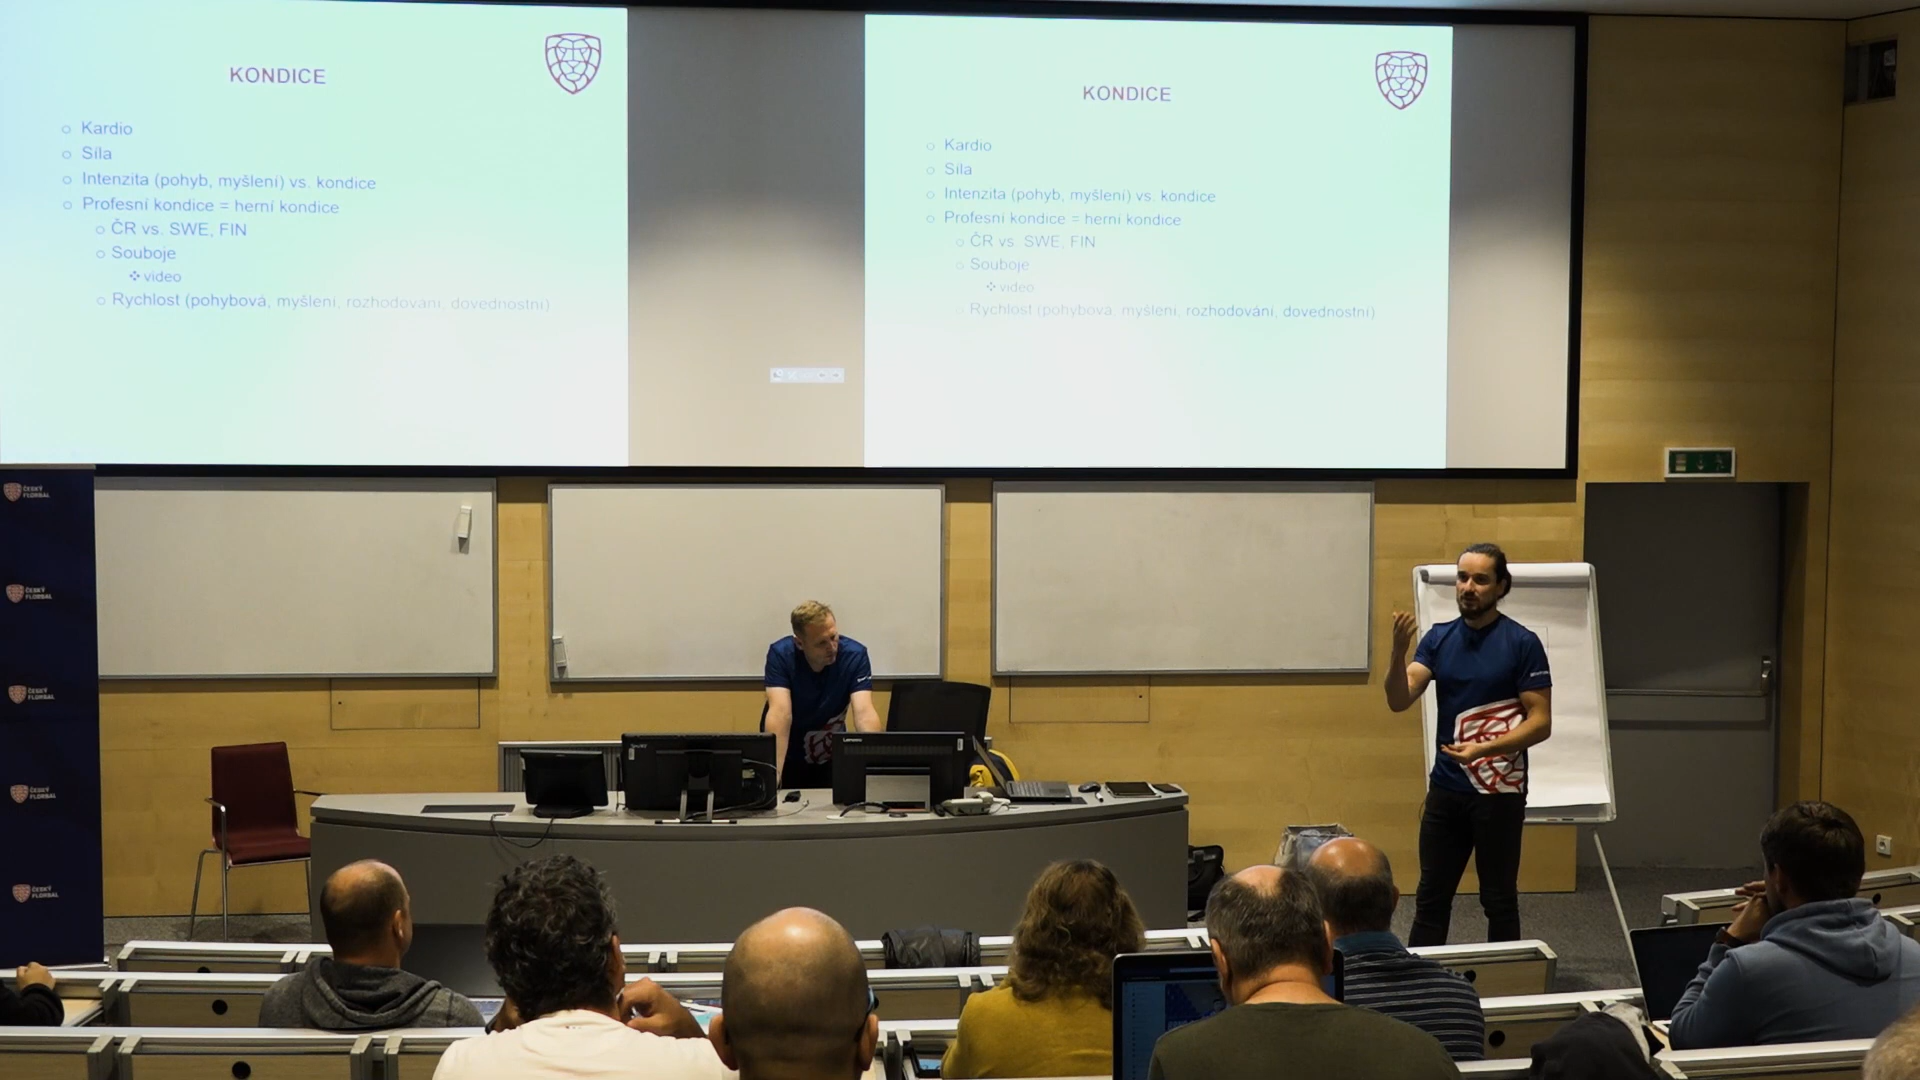 KONDICE
Kardio
Síla
Intenzita (pohyb, myšlení) vs. kondice
Profesní kondice = herní kondice
ČR vs. SWE, FIN
Souboje
video
Rychlost (pohybová, myšlení, rozhodování, dovednostní)
KONDICE
Kardio
Síla
Intenzita (pohyb, myšlení) vs. kondice
Profesní kondice = herní kondice
ČR vs. SWE, FIN
Souboje
video
Rychlost (pohybová, myšlení, rozhodování, dovednostní)
ČESKÝ
FLORBAL
ČESKÝ
FLORBAL
ČESKÝ
FLORBAL
ČESKÝ
FLORBAL
ČESKÝ
FLORBAL
Lenovo